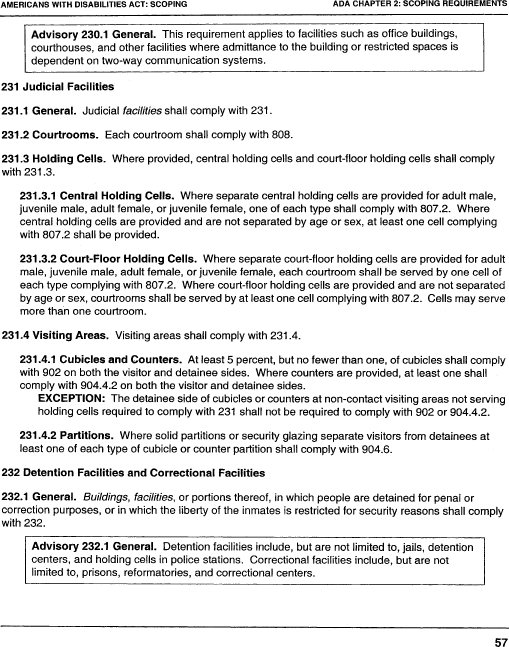 AMERICANS WITH DISABILITIES ACT: SCOPING
ADA CHAPTER 2: SCOPING REQUIREMENTS
Advisory 230.1 General. This requirement applies to facilities such as office buildings,
courthouses, and other facilities where admittance to the building or restricted spaces is
dependent on two-way communication systems.
231 Judicial Facilities
231.1 General. Judicial facilities shall comply with 231.
231.2 Courtrooms. Each courtroom shall comply with 808.
231.3 Holding Cells. Where provided, central holding cells and court-floor holding cells shall comply
with 231.3.
231.3.1 Central Holding Cells. Where separate central holding cells are provided for adult male,
juvenile male, adult female, or juvenile female, one of each type shall comply with 807.2. Where
central holding cells are provided and are not separated by age or sex, at least one cell complying
with 807.2 shall be provided.
231.3.2 Court-Floor Holding Cells. Where separate court-floor holding cells are provided for adult
male, juvenile male, adult female, or juvenile female, each courtroom shall be served by one cell of
each type complying with 807.2. Where court-floor holding cells are provided and are not separated
by age or sex, courtrooms shall be served by at least one cell complying with 807.2. Cells may serve
more than one courtroom.
231.4 Visiting Areas. Visiting areas shall comply with 231.4.
231.4.1 Cubicles and Counters. At least 5 percent, but no fewer than one, of cubicles shall comply
with 902 on both the visitor and detainee sides. Where counters are provided, at least one shall
comply with 904.4.2 on both the visitor and detainee sides.
EXCEPTION: The detainee side of cubicles or counters at non-contact visiting areas not serving
holding cells required to comply with 231 shall not be required to comply with 902 or 904.4.2.
231.4.2 Partitions. Where solid partitions or security glazing separate visitors from detainees at
least one of each type of cubicle or counter partition shall comply with 904.6.
232 Detention Facilities and Correctional Facilities
232.1 General. Buildings, facilities, or portions thereof, in which people are detained for penal or
correction purposes, or in which the liberty of the inmates is restricted for security reasons shall comply
with 232.
Advisory 232.1 General. Detention facilities include, but are not limited to, jails, detention
centers, and holding cells in police stations. Correctional facilities include, but are not
limited to, prisons, reformatories, and correctional centers.
57